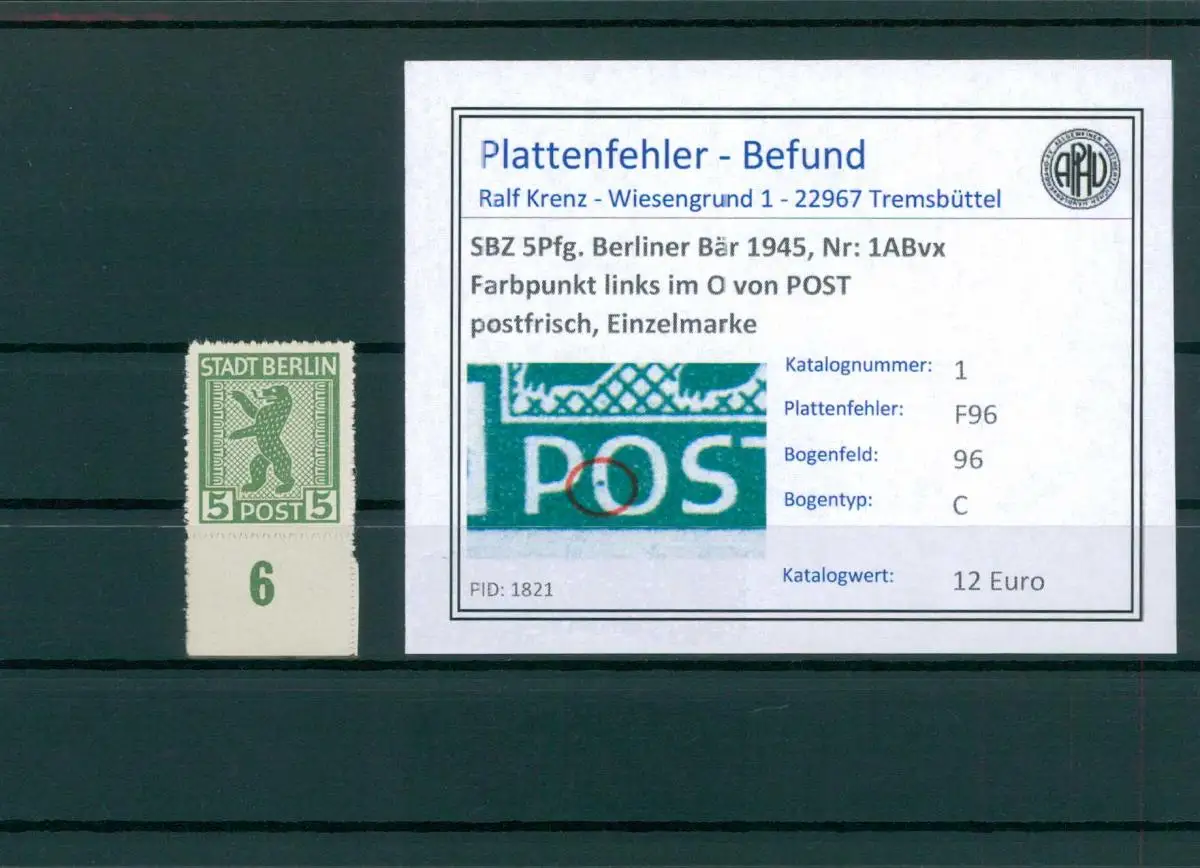 STADT BERLIN
5 POST 5
6
Plattenfehler - Befund
Ralf Krenz - Wiesengrund 1 - 22967 Tremsbüttel
APHV
SBZ 5Pfg. Berliner Bär 1945, Nr: 1ABvx
Farbpunkt links im O von POST
postfrisch, Einzelmarke
POST
Katalognummer: 1
Plattenfehler: F96
Bogenfeld: 96
Bogentyp: C
Katalogwert: 12 Euro
PID: 1821